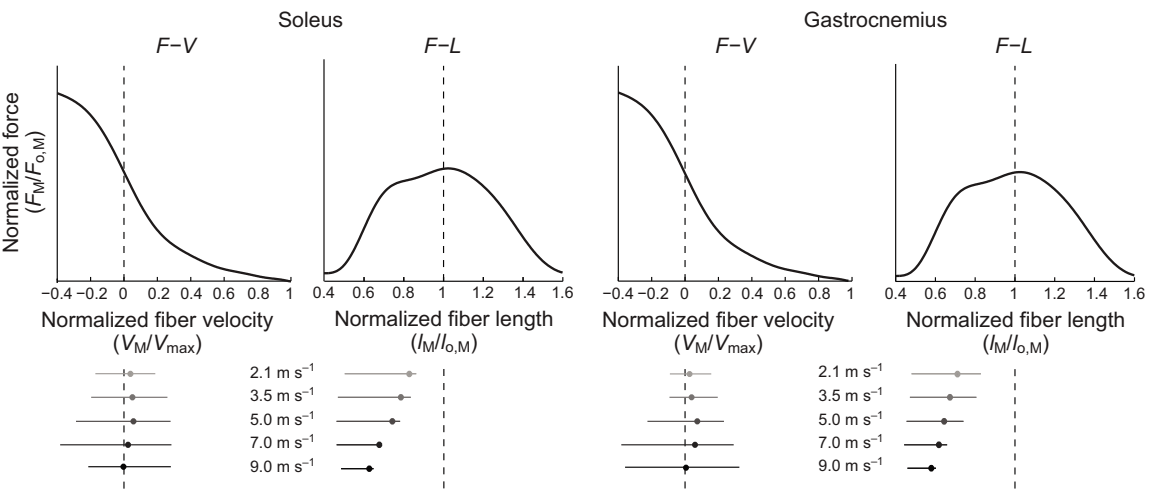 Soleus
Gastrocnemius
F−V
F−L
F−V
F−L
Normalized force
(FM/Fo,M)
−0.4 −0.2 0 0.2 0.4 0.6 0.8 1
0.4 0.6 0.8 1 1.2 1.4 1.6
−0.4 −0.2 0 0.2 0.4 0.6 0.8 1
0.4 0.6 0.8 1 1.2 1.4 1.6
Normalized fiber velocity
(VM/Vmax)
Normalized fiber length
(lM/lo,M)
Normalized fiber velocity
(VM/Vmax)
Normalized fiber length
(lM/lo,M)
2.1 m s−1
3.5 m s−1
5.0 m s−1
7.0 m s−1
9.0 m s−1
2.1 m s−1
3.5 m s−1
5.0 m s−1
7.0 m s−1
9.0 m s−1